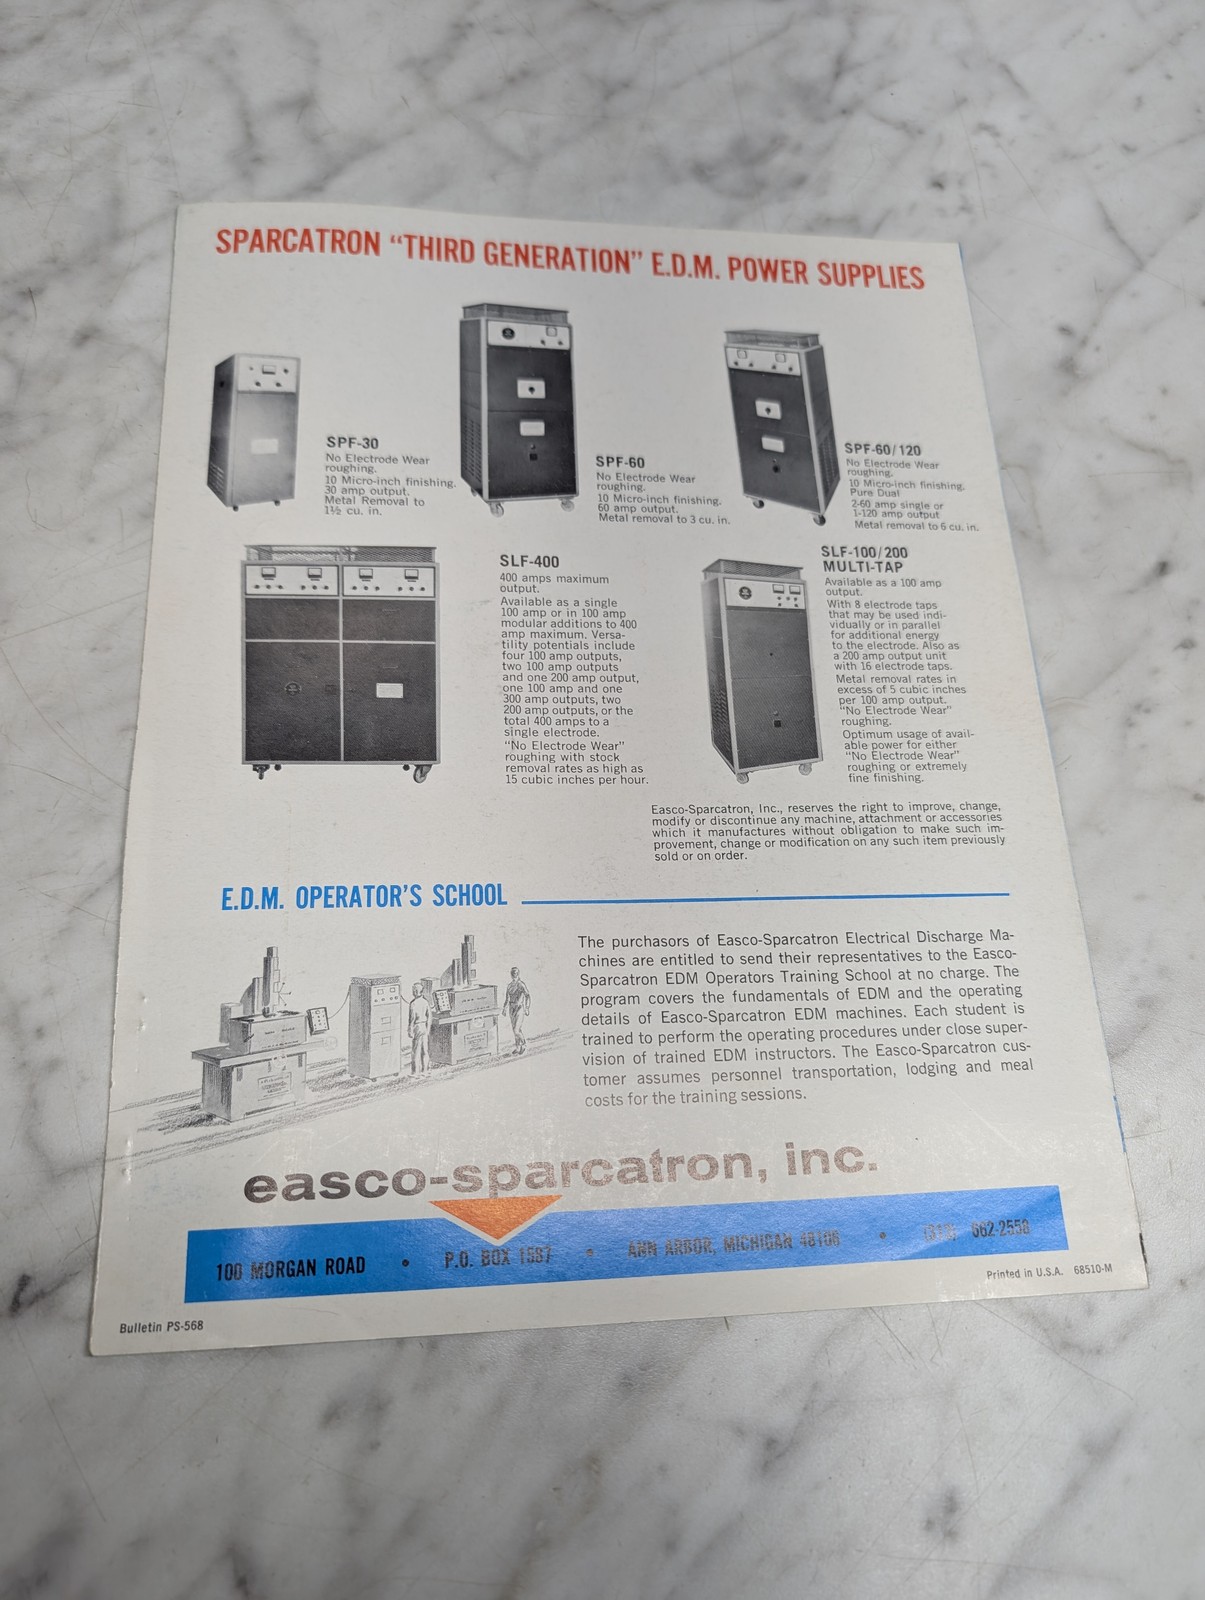 SPARCATRON “THIRD GENERATION” E.D.M. POWER SUPPLIES
SPF-30
No Electrode Wear
roughing.
10 Micro-inch finishing.
30 amp output.
Metal Removal to
1½ cu. in.
SPF-60
No Electrode Wear
roughing.
10 Micro-inch finishing.
60 amp output.
Metal removal to 3 cu. in.
SPF-60/120
No Electrode Wear
roughing.
10 Micro-inch finishing.
Pure Dual
2-60 amp single or
1-120 amp output
Metal removal to 6 cu. in.
SLF-400
400 amps maximum
output.
Available as a single
100 amp or in 100 amp
modular additions to 400
amp maximum. Versa-
tility potentials include
four 100 amp outputs,
two 100 amp outputs
and one 200 amp output,
one 100 amp and one
300 amp outputs, two
200 amp outputs, or the
total 400 amps to a
single electrode.
“No Electrode Wear”
roughing with stock
removal rates as high as
15 cubic inches per hour.
SLF-100/200
MULTI-TAP
Available as a 100 amp
output.
With 8 electrode taps
that may be used indi-
vidually or in parallel
for additional energy
to the electrode. Also as
a 200 amp output unit
with 16 electrode taps.
Metal removal rates in
excess of 5 cubic inches
per 100 amp output.
“No Electrode Wear”
roughing.
Optimum usage of avail-
able power for either
“No Electrode Wear”
roughing or extremely
fine finishing.
Easco-Sparcatron, Inc., reserves the right to improve, change,
modify or discontinue any machine, attachment or accessories
which it manufactures without obligation to make such im-
provement, change or modification on any such item previously
sold or on order.
E.D.M. OPERATOR’S SCHOOL
The purchasors of Easco-Sparcatron Electrical Discharge Ma-
chines are entitled to send their representatives to the Easco-
Sparcatron EDM Operators Training School at no charge. The
program covers the fundamentals of EDM and the operating
details of Easco-Sparcatron EDM machines. Each student is
trained to perform the operating procedures under close super-
vision of trained EDM instructors. The Easco-Sparcatron cus-
tomer assumes personnel transportation, lodging and meal
costs for the training sessions.
easco-sparcatron, inc.
100 MORGAN ROAD • P.O. BOX 1587 • ANN ARBOR, MICHIGAN 48106 • (313) 662-2558
Printed in U.S.A. 68510-M
Bulletin PS-568